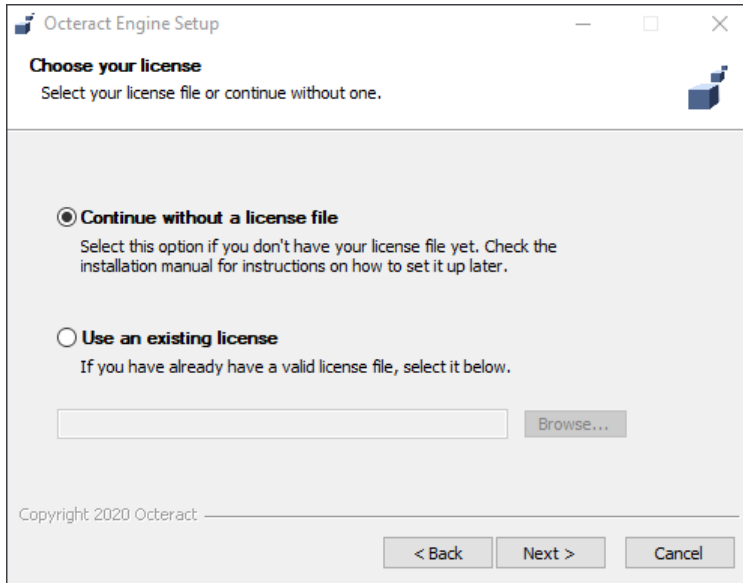 Octeract Engine Setup
Choose your license
Select your license file or continue without one.
Continue without a license file
Select this option if you don't have your license file yet. Check the
installation manual for instructions on how to set it up later.
Use an existing license
If you have already have a valid license file, select it below.
Browse...
Copyright 2020 Octeract
< Back Next > Cancel